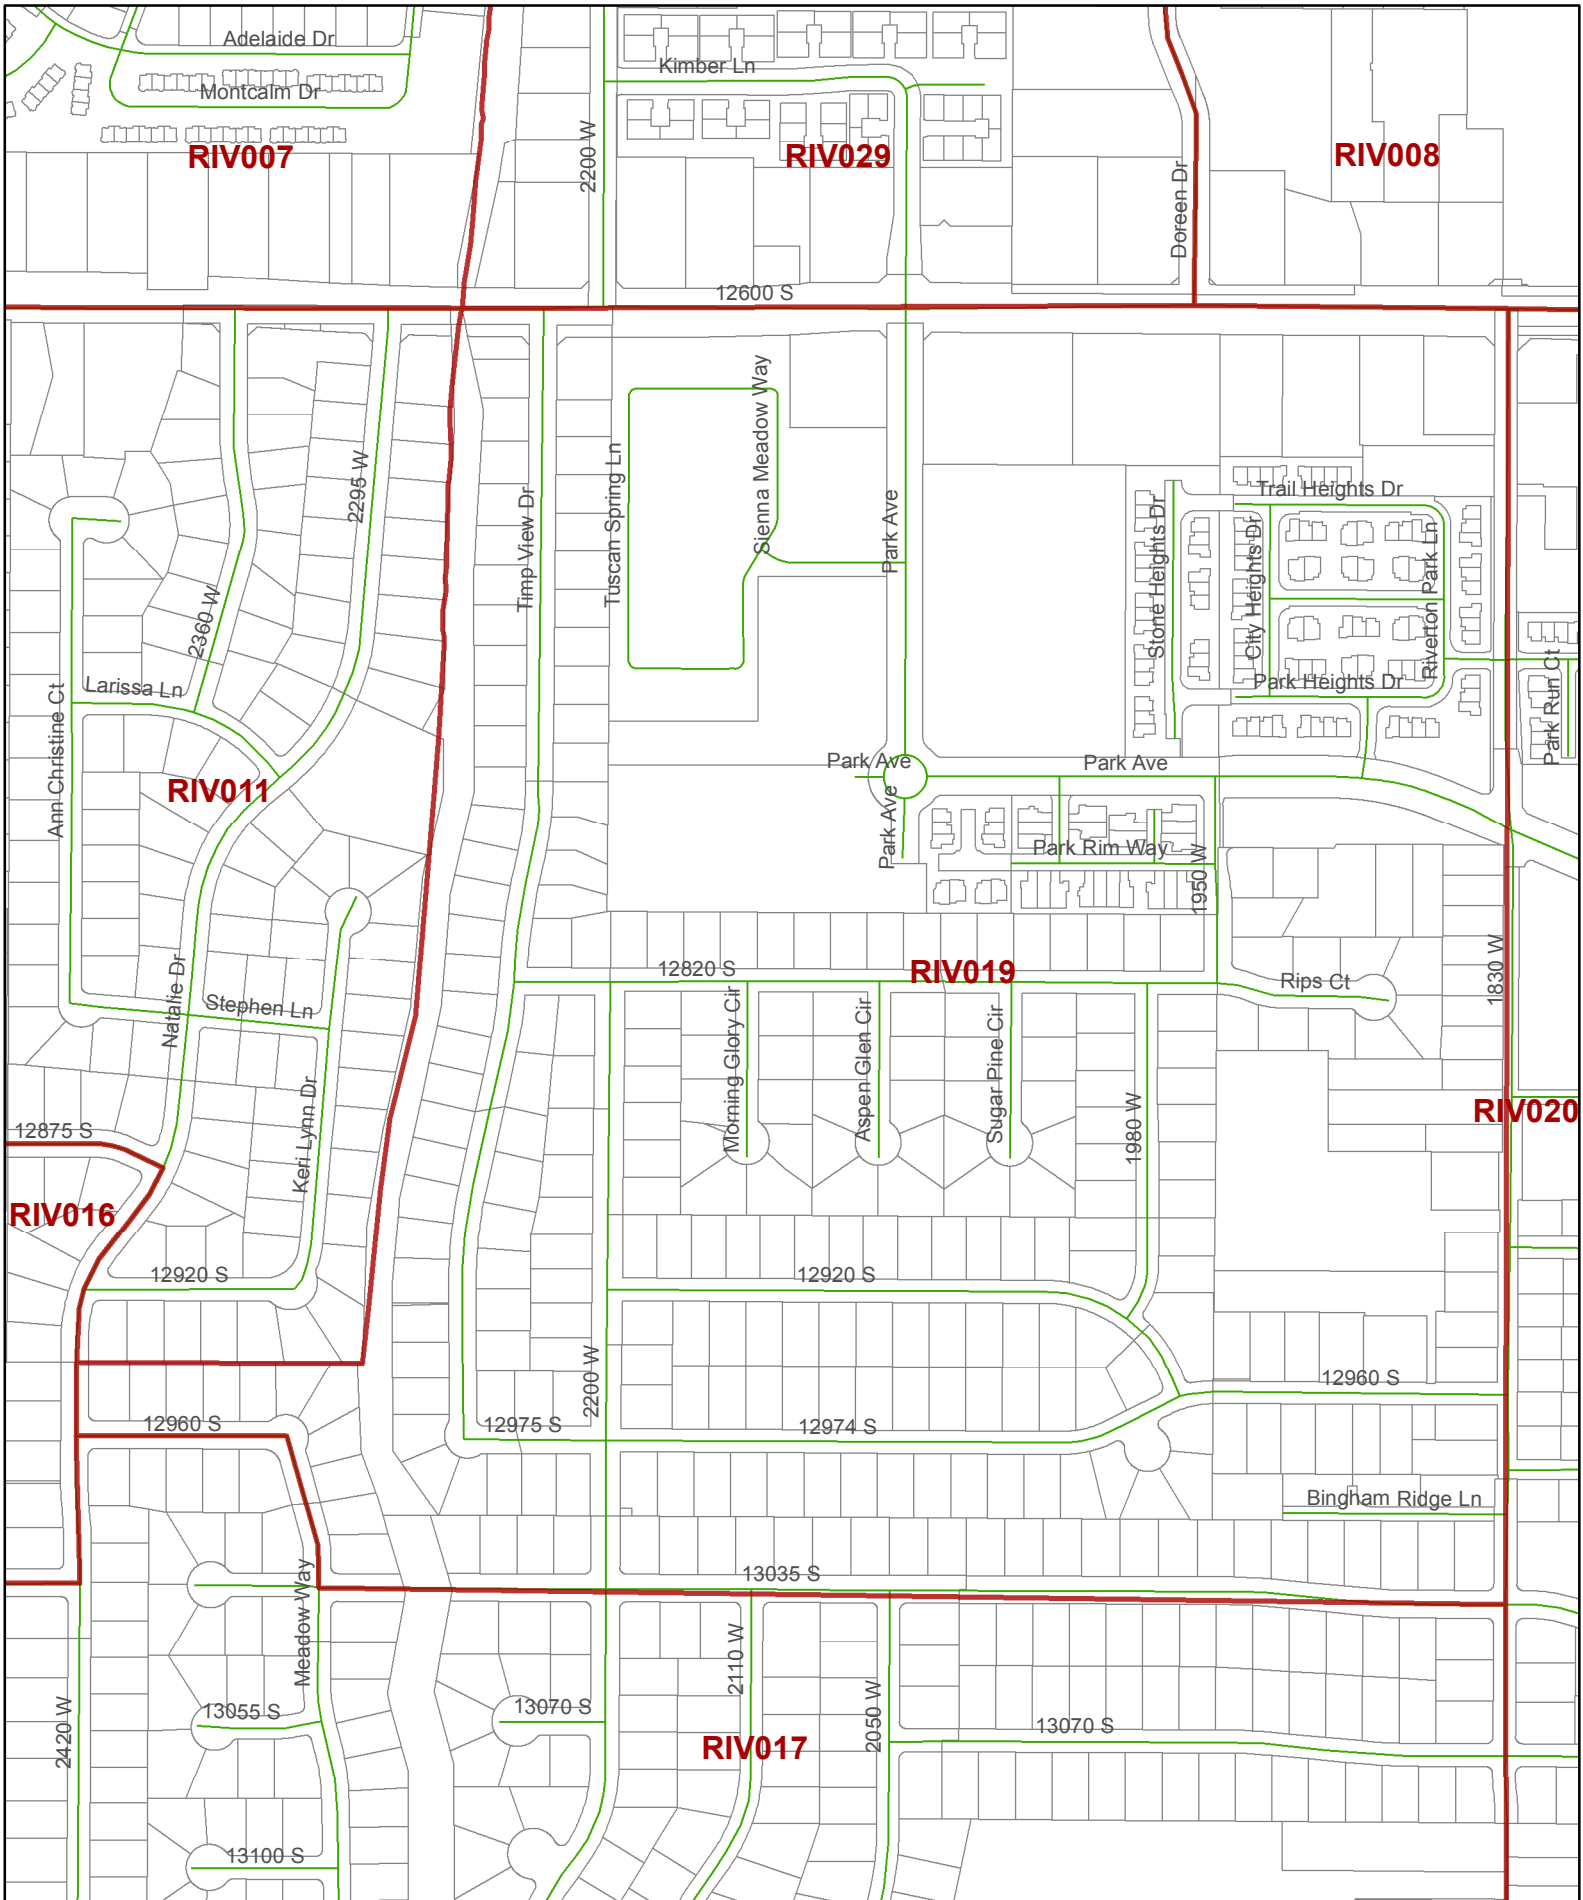 Adelaide Dr
Kimber Ln
Montcalm Dr
RIV007
2200 W
RIV029
RIV008
Doreen Dr
12600 S
Sienna Meadow Way
2295 W
Timp View Dr
Tuscan Spring Ln
Park Ave
Trail Heights Dr
Stone Heights Dr
City Heights Dr
Riverton Park Ln
2360 W
Larissa Ln
Park Heights Dr
Park Run Ct
Ann Christine Ct
Park Ave
Park Ave
RIV011
Park Ave
Park Rim Way
1950 W
Natalie Dr
12820 S
RIV019
Rips Ct
1830 W
Stephen Ln
Morning Glory Cir
Aspen Glen Cir
Sugar Pine Cir
RIV020
12875 S
Keri Lynn Dr
1980 W
RIV016
12920 S
12920 S
2200 W
12960 S
12960 S
12975 S
12974 S
Bingham Ridge Ln
13035 S
Meadow Way
2110 W
13055 S
13070 S
2050 W
13070 S
2420 W
RIV017
13100 S